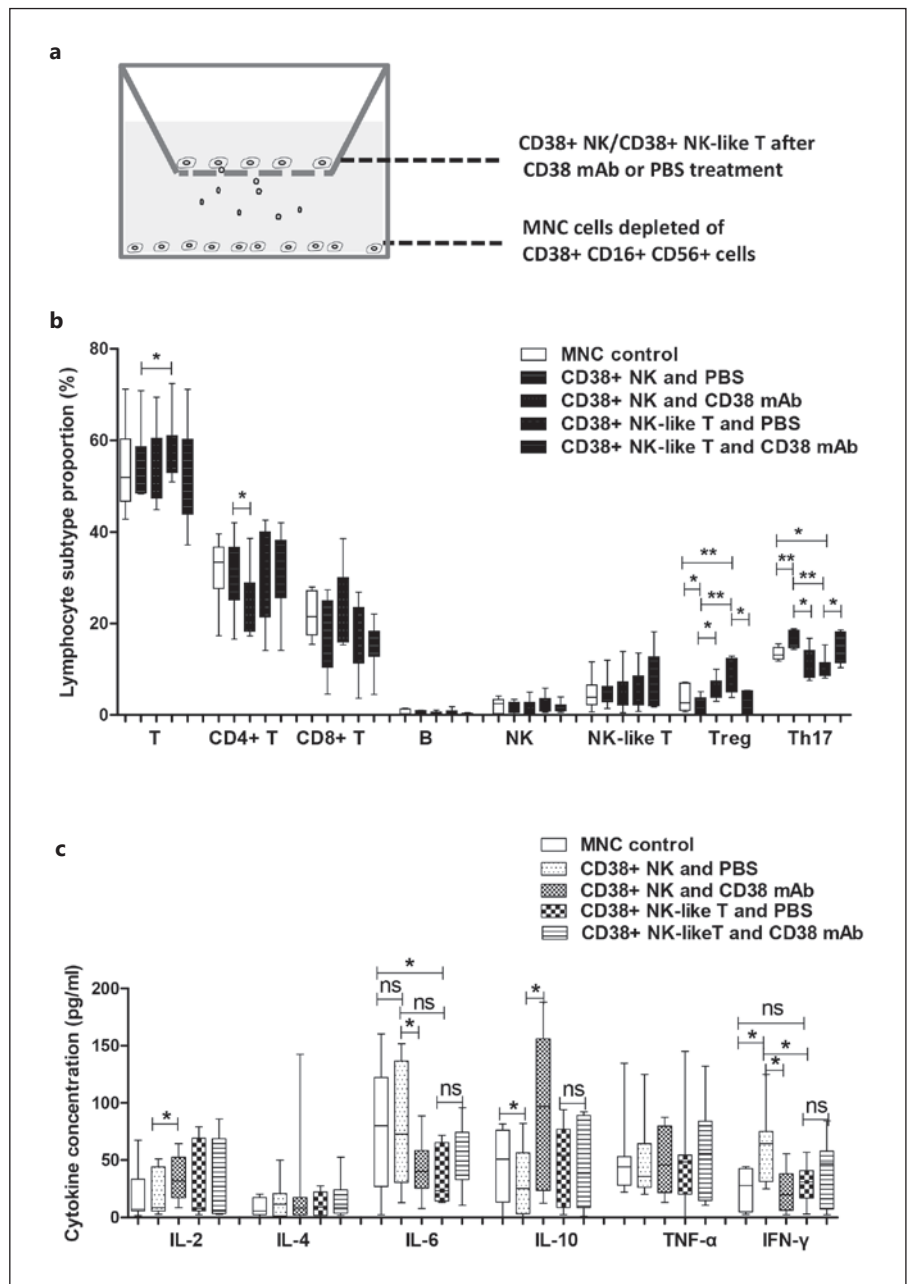 a
CD38+ NK/CD38+ NK-like T after
CD38 mAb or PBS treatment
MNC cells depleted of
CD38+ CD16+ CD56+ cells
b
Lymphocyte subtype proportion (%)
80
60
40
20
0
MNC control
CD38+ NK and PBS
CD38+ NK and CD38 mAb
CD38+ NK-like T and PBS
CD38+ NK-like T and CD38 mAb
*
*
**
*
**
*
*
*
**
**
*
*
T
CD4+ T
CD8+ T
B
NK
NK-like T
Treg
Th17
c
Cytokine concentration (pg/ml)
200
150
100
50
0
MNC control
CD38+ NK and PBS
CD38+ NK and CD38 mAb
CD38+ NK-like T and PBS
CD38+ NK-likeT and CD38 mAb
*
*
ns
ns
*
*
*
ns
ns
*
*
*
ns
IL-2
IL-4
IL-6
IL-10
TNF-α
IFN-γ